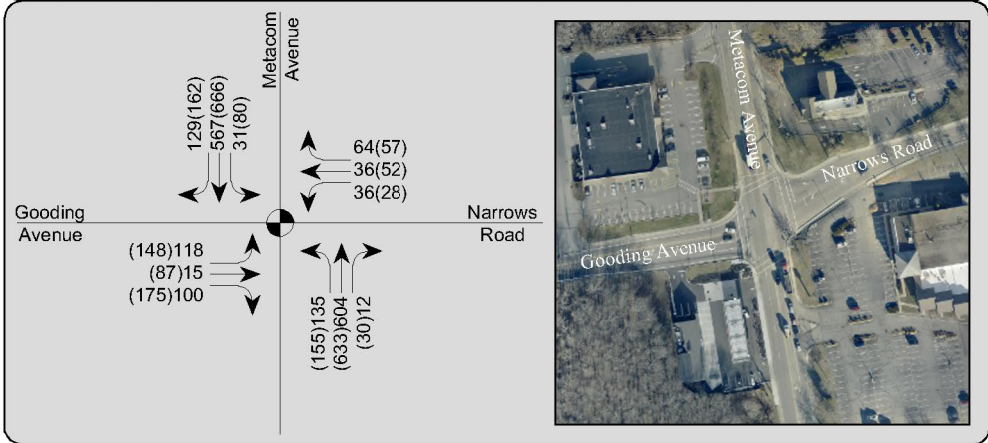 Metacom
Avenue
129(162)
567(666)
31(80)
64(57)
36(52)
36(28)
Gooding
Avenue
Narrows
Road
(148)118
(87)15
(175)100
(155)135
(633)604
(30)12
Metacom Avenue
Narrows Road
Gooding Avenue